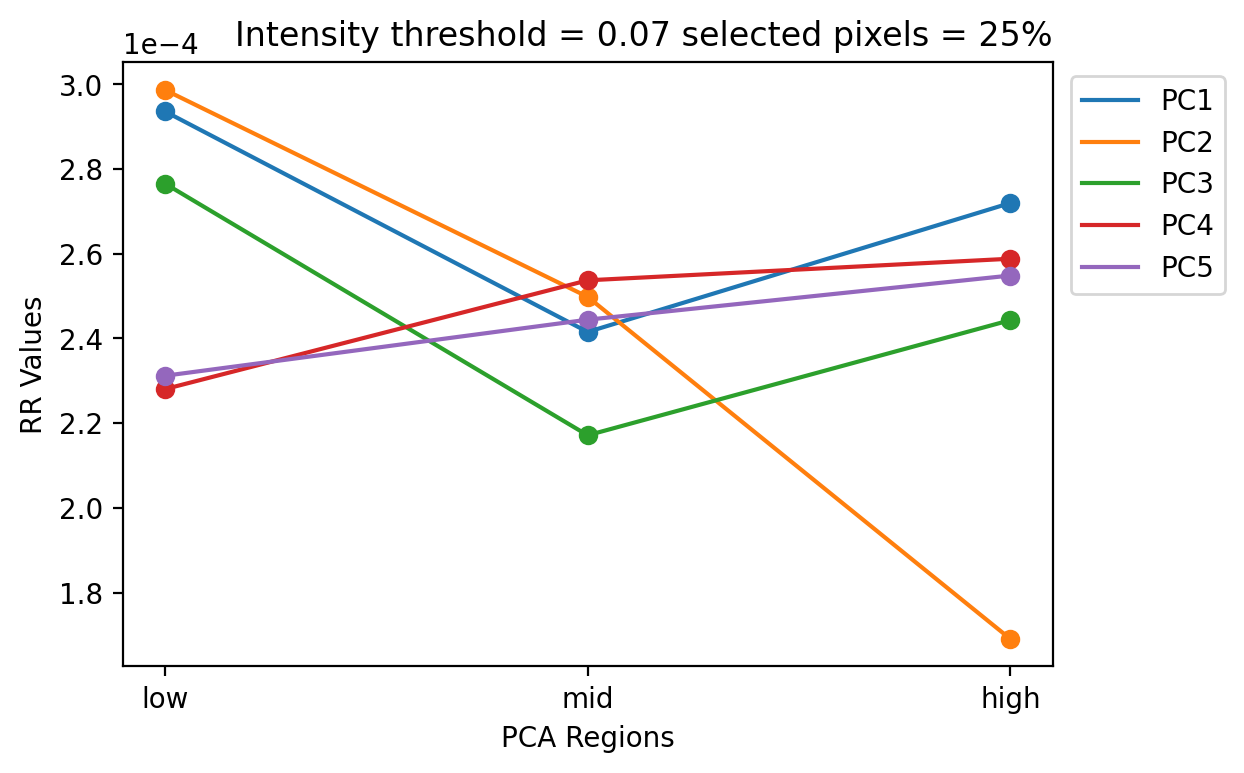 Intensity threshold = 0.07 selected pixels = 25%
1e−4
3.0
2.8
2.6
2.4
2.2
2.0
1.8
RR Values
low
mid
high
PCA Regions
PC1
PC2
PC3
PC4
PC5